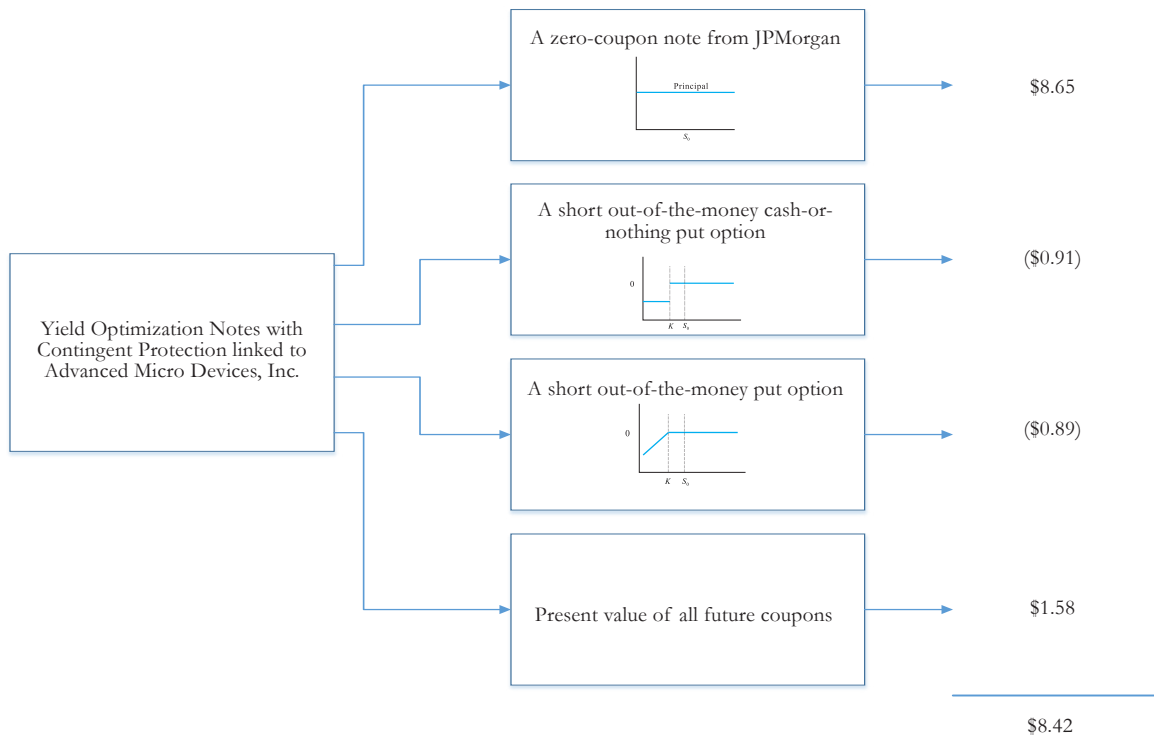 A zero-coupon note from JPMorgan
Principal
S₀
$8.65
A short out-of-the-money cash-or-
nothing put option
0
K S₀
($0.91)
Yield Optimization Notes with
Contingent Protection linked to
Advanced Micro Devices, Inc.
A short out-of-the-money put option
0
K S₀
($0.89)
Present value of all future coupons
$1.58
$8.42